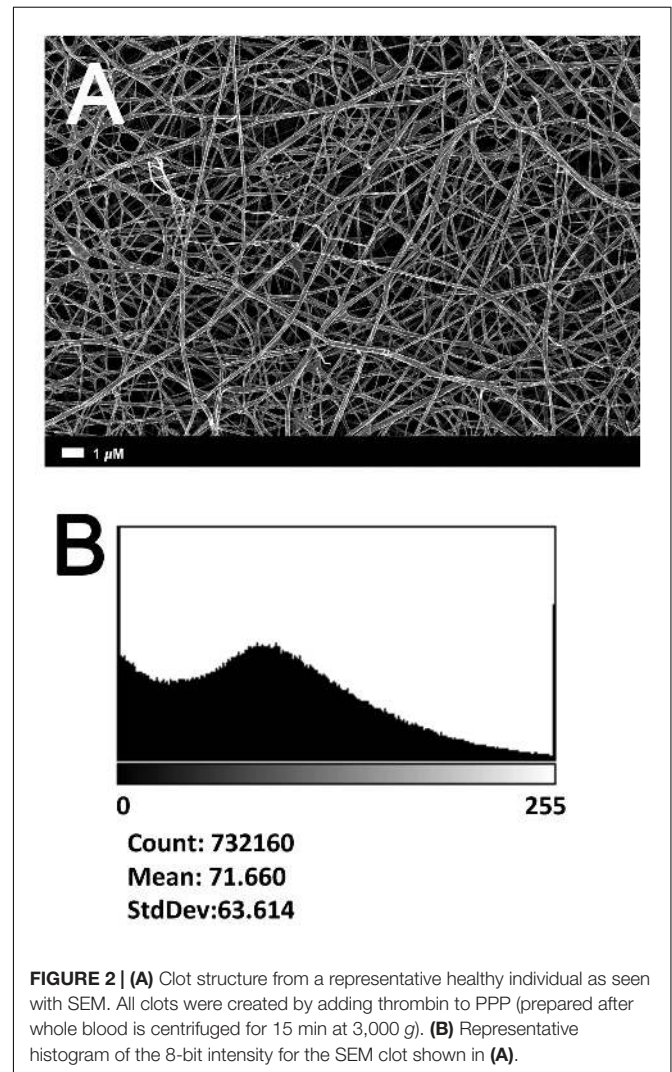 A
1 µM
B
0 255
Count: 732160
Mean: 71.660
StdDev:63.614
FIGURE 2 | (A) Clot structure from a representative healthy individual as seen
with SEM. All clots were created by adding thrombin to PPP (prepared after
whole blood is centrifuged for 15 min at 3,000 g). (B) Representative
histogram of the 8-bit intensity for the SEM clot shown in (A).